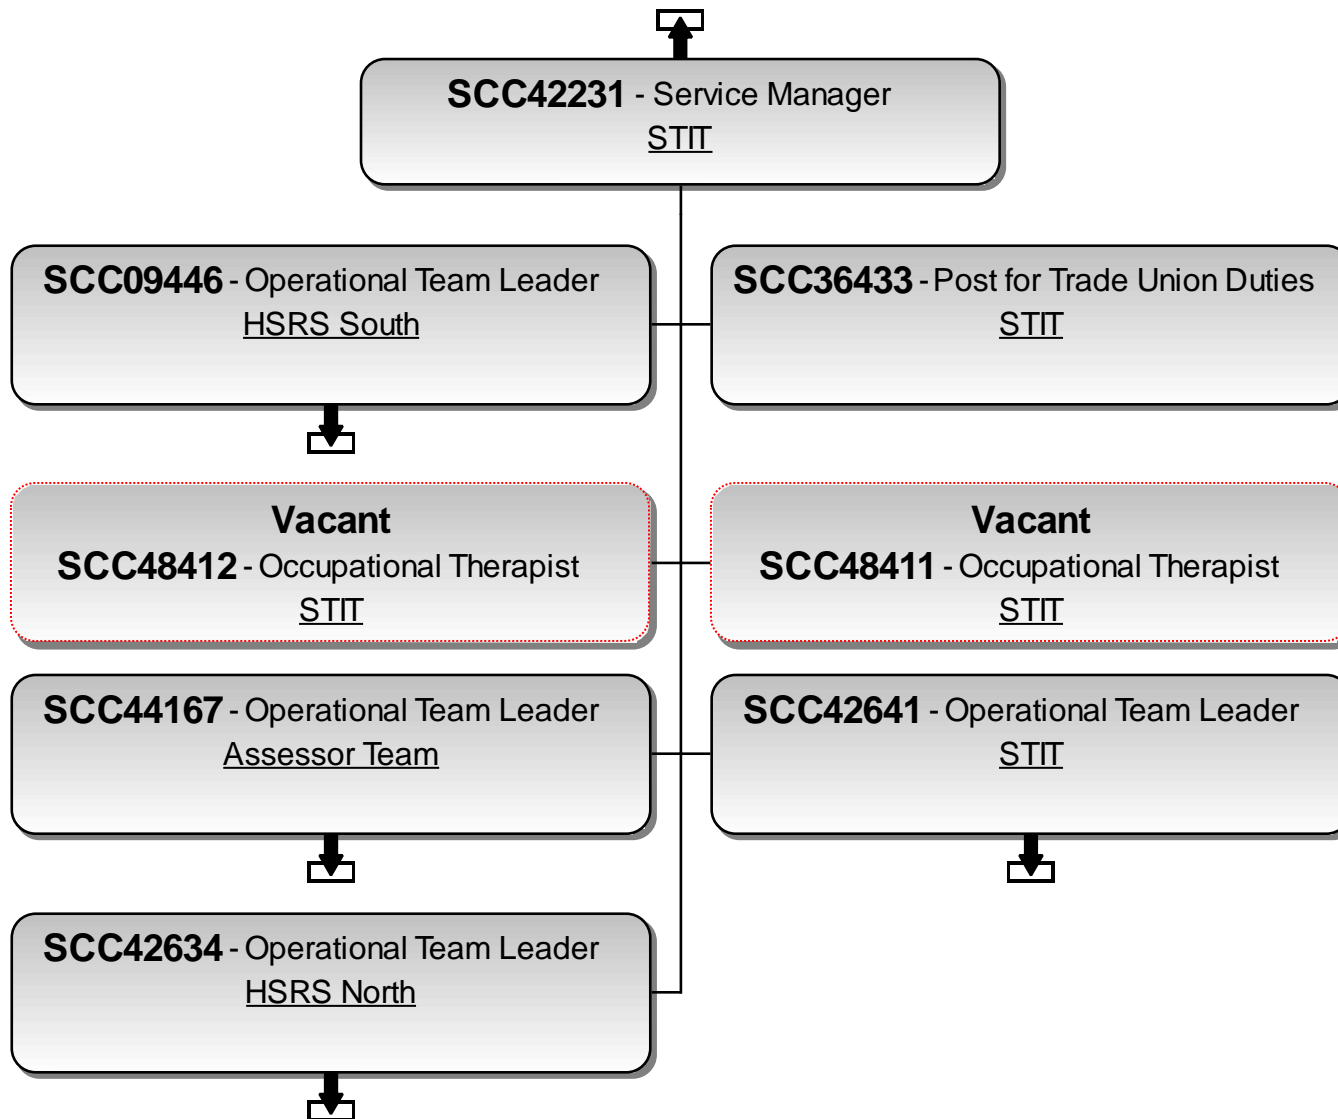 SCC42231 - Service Manager
STIT
SCC09446 - Operational Team Leader
HSRS South
SCC36433 - Post for Trade Union Duties
STIT
Vacant
SCC48412 - Occupational Therapist
STIT
Vacant
SCC48411 - Occupational Therapist
STIT
SCC44167 - Operational Team Leader
Assessor Team
SCC42641 - Operational Team Leader
STIT
SCC42634 - Operational Team Leader
HSRS North